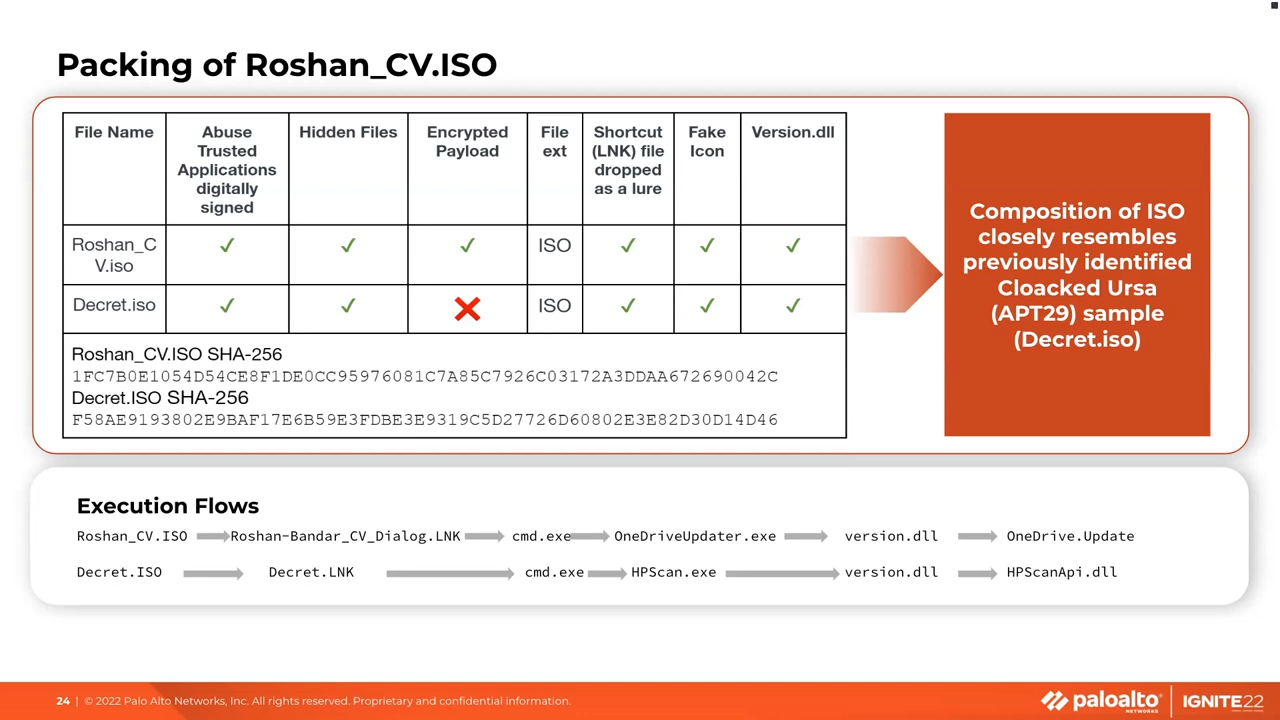 Packing of Roshan_CV.ISO
File Name
Abuse
Trusted
Applications
digitally
signed
Hidden Files
Encrypted
Payload
File
ext
Shortcut
(LNK) file
dropped
as a lure
Fake
Icon
Version.dll
Roshan_C
V.iso
✓ ✓ ✓ ISO ✓ ✓ ✓
Decret.iso ✓ ✓ ❌ ISO ✓ ✓ ✓
Roshan_CV.ISO SHA-256
1FC7B0E1054D54CE8F1DE0CC95976081C7A85C7926C03172A3DDAA672690042C
Decret.ISO SHA-256
F58AE9193802E9BAF17E6B59E3FDBE3E9319C5D27726D60802E3E82D30D14D46
Composition of ISO
closely resembles
previously identified
Cloacked Ursa
(APT29) sample
(Decret.iso)
Execution Flows
Roshan_CV.ISO Roshan-Bandar_CV_Dialog.LNK cmd.exe OneDriveUpdater.exe version.dll OneDrive.Update
Decret.ISO Decret.LNK cmd.exe HPScan.exe version.dll HPScanApi.dll
24 | © 2022 Palo Alto Networks, Inc. All rights reserved. Proprietary and confidential information.
paloalto NETWORKS | IGNITE22